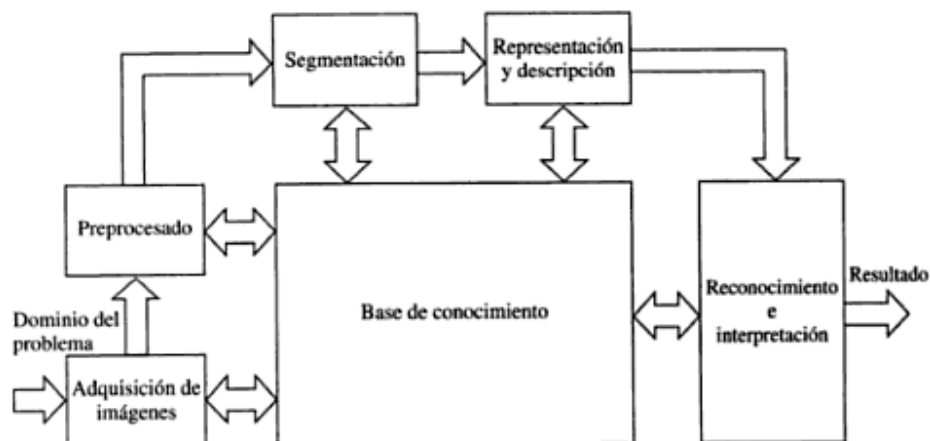 Segmentación
Representación
y descripción
Preprocesado
Base de conocimiento
Reconocimiento
e
interpretación
Resultado
Dominio del
problema
Adquisición de
imágenes